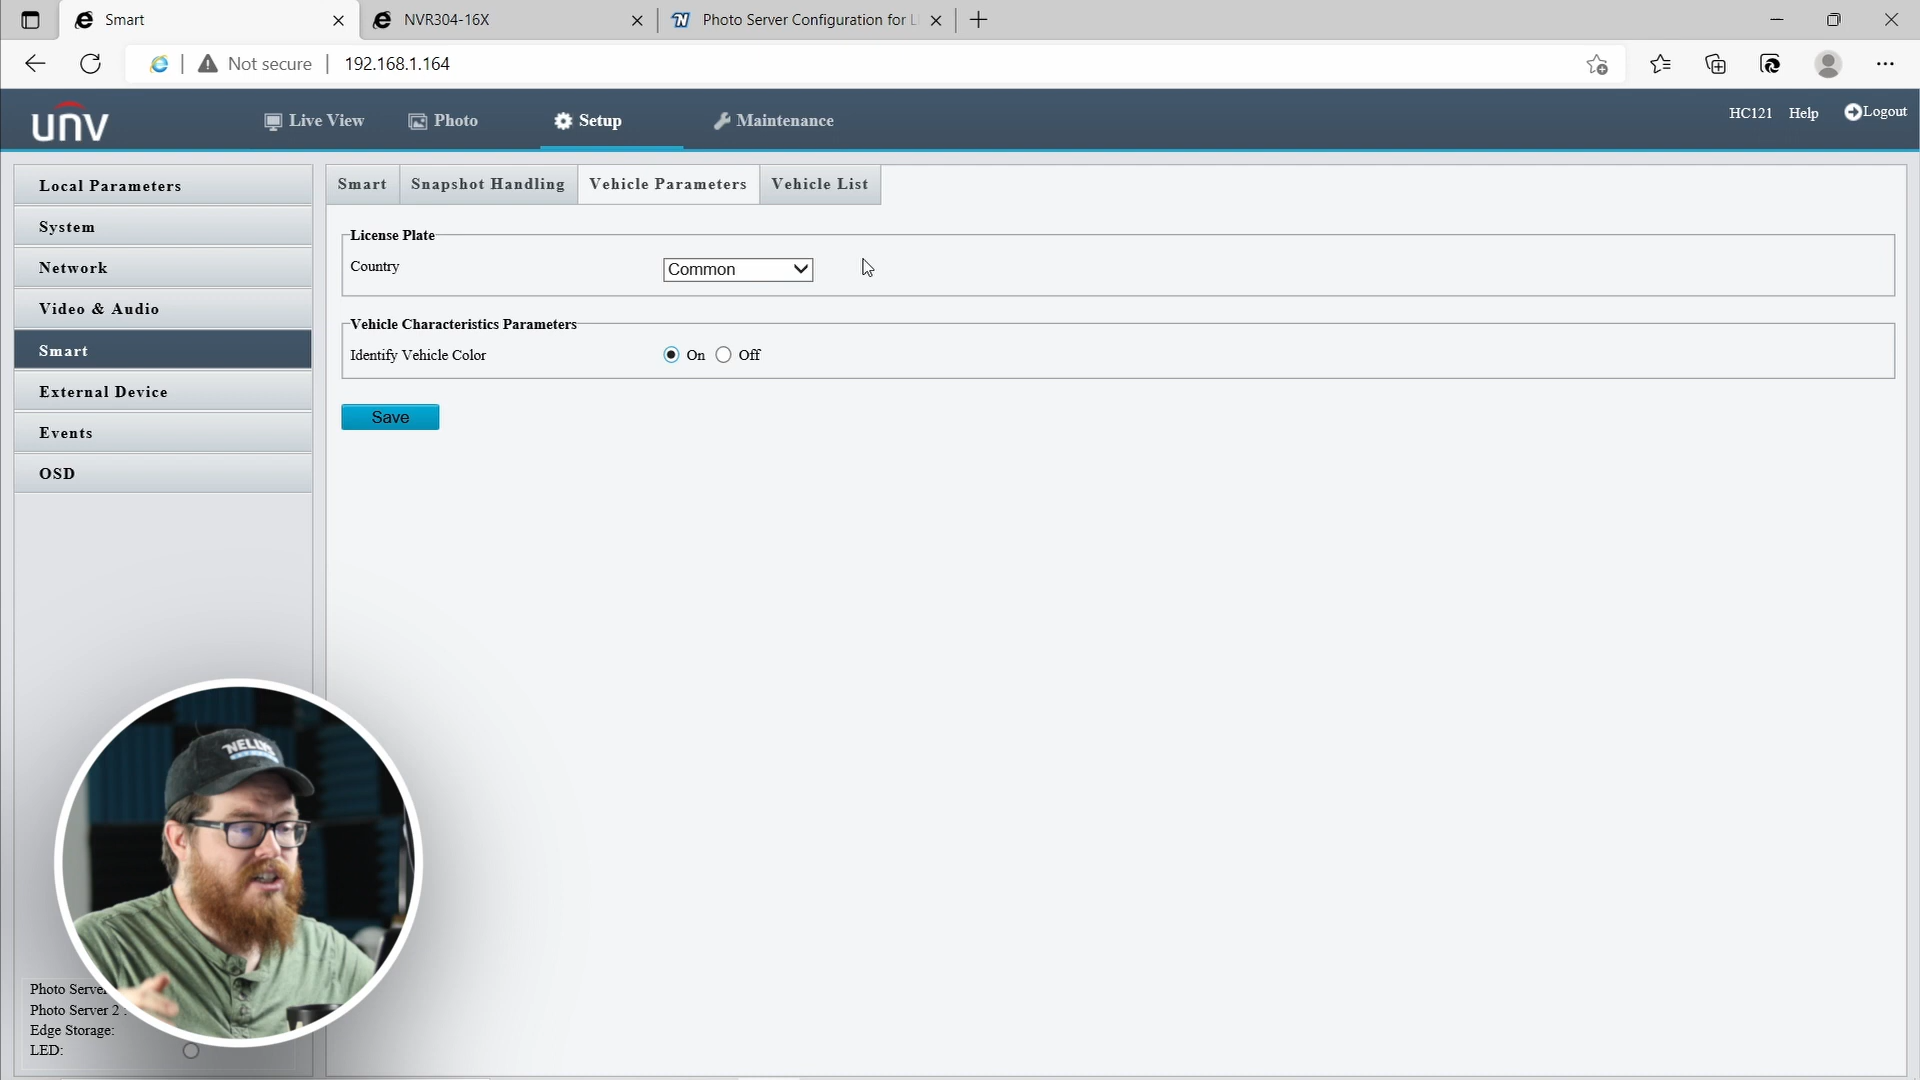 Smart
NVR304-16X
Photo Server Configuration for L
Not secure
192.168.1.164
unv
Live View
Photo
Setup
Maintenance
HC121
Help
Logout
Local Parameters
System
Network
Video & Audio
Smart
External Device
Events
OSD
Smart
Snapshot Handling
Vehicle Parameters
Vehicle List
License Plate
Country
Common
Vehicle Characteristics Parameters
Identify Vehicle Color
On
Off
Save
NELLY'S
Photo Server
Photo Server 2 :
Edge Storage:
LED: